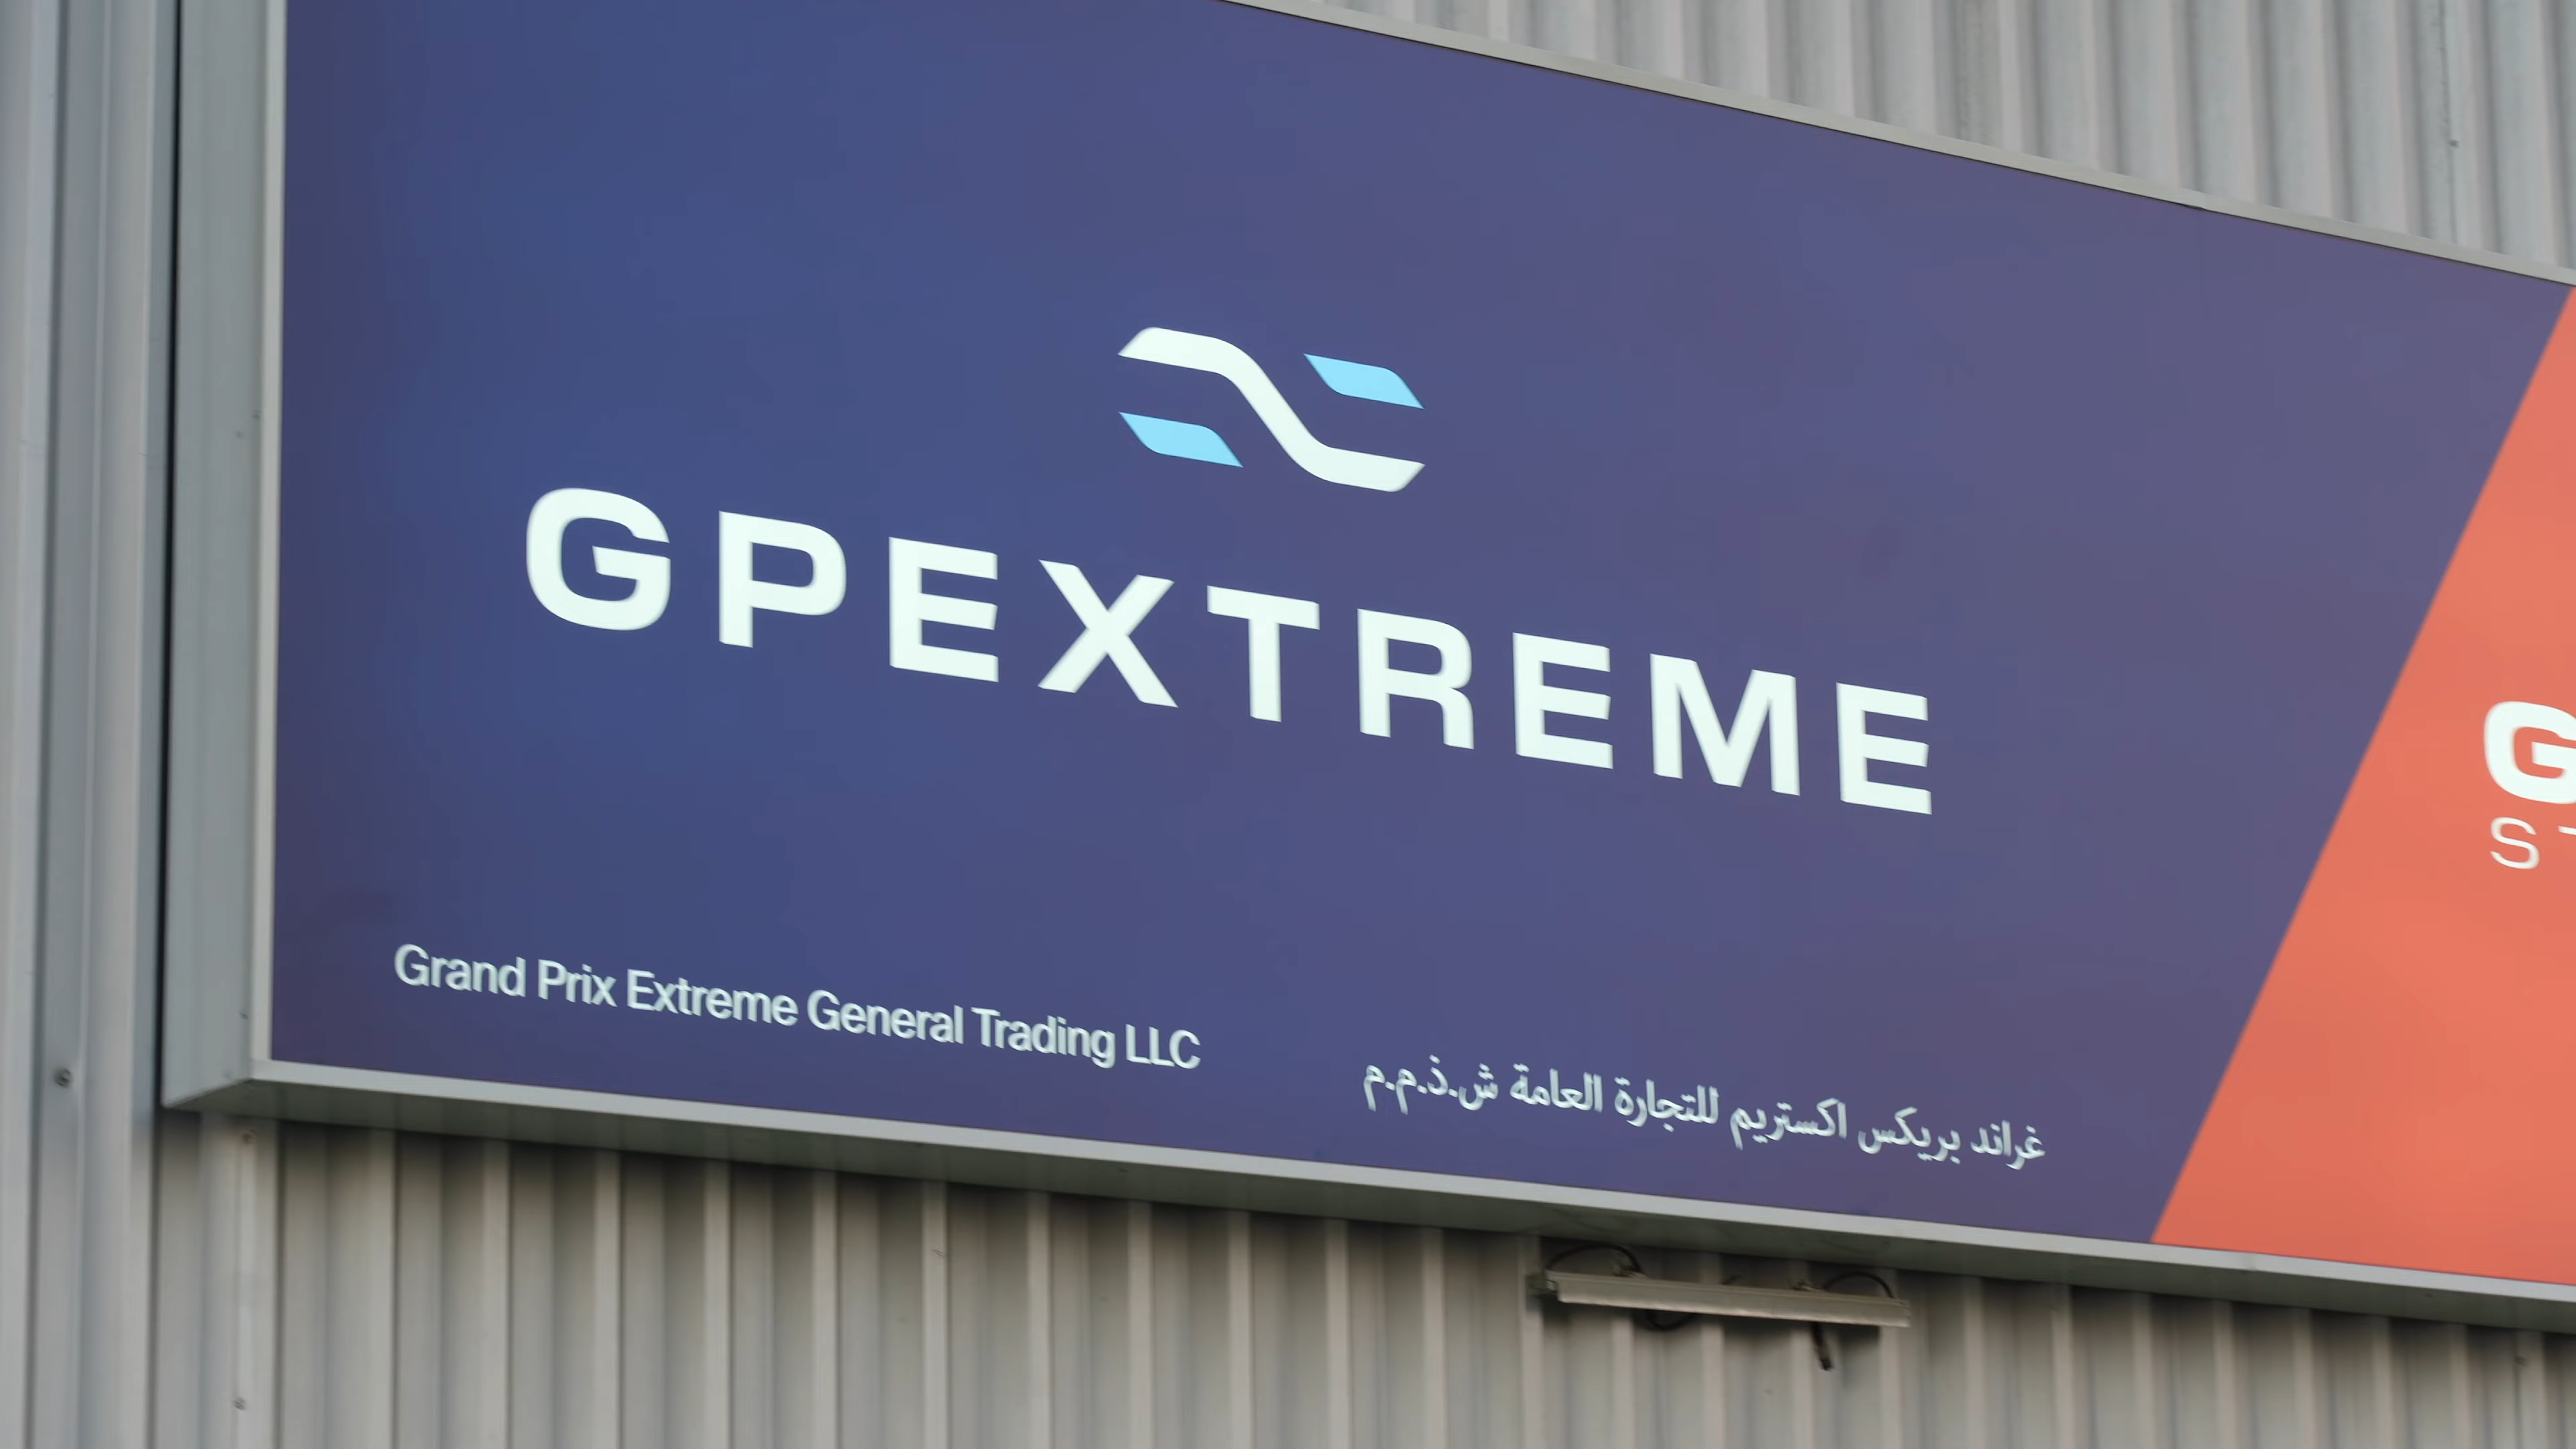 GPEXTREME
Grand Prix Extreme General Trading LLC
غراند بريكس اكستريم للتجارة العامة ش.ذ.م.م
G
S